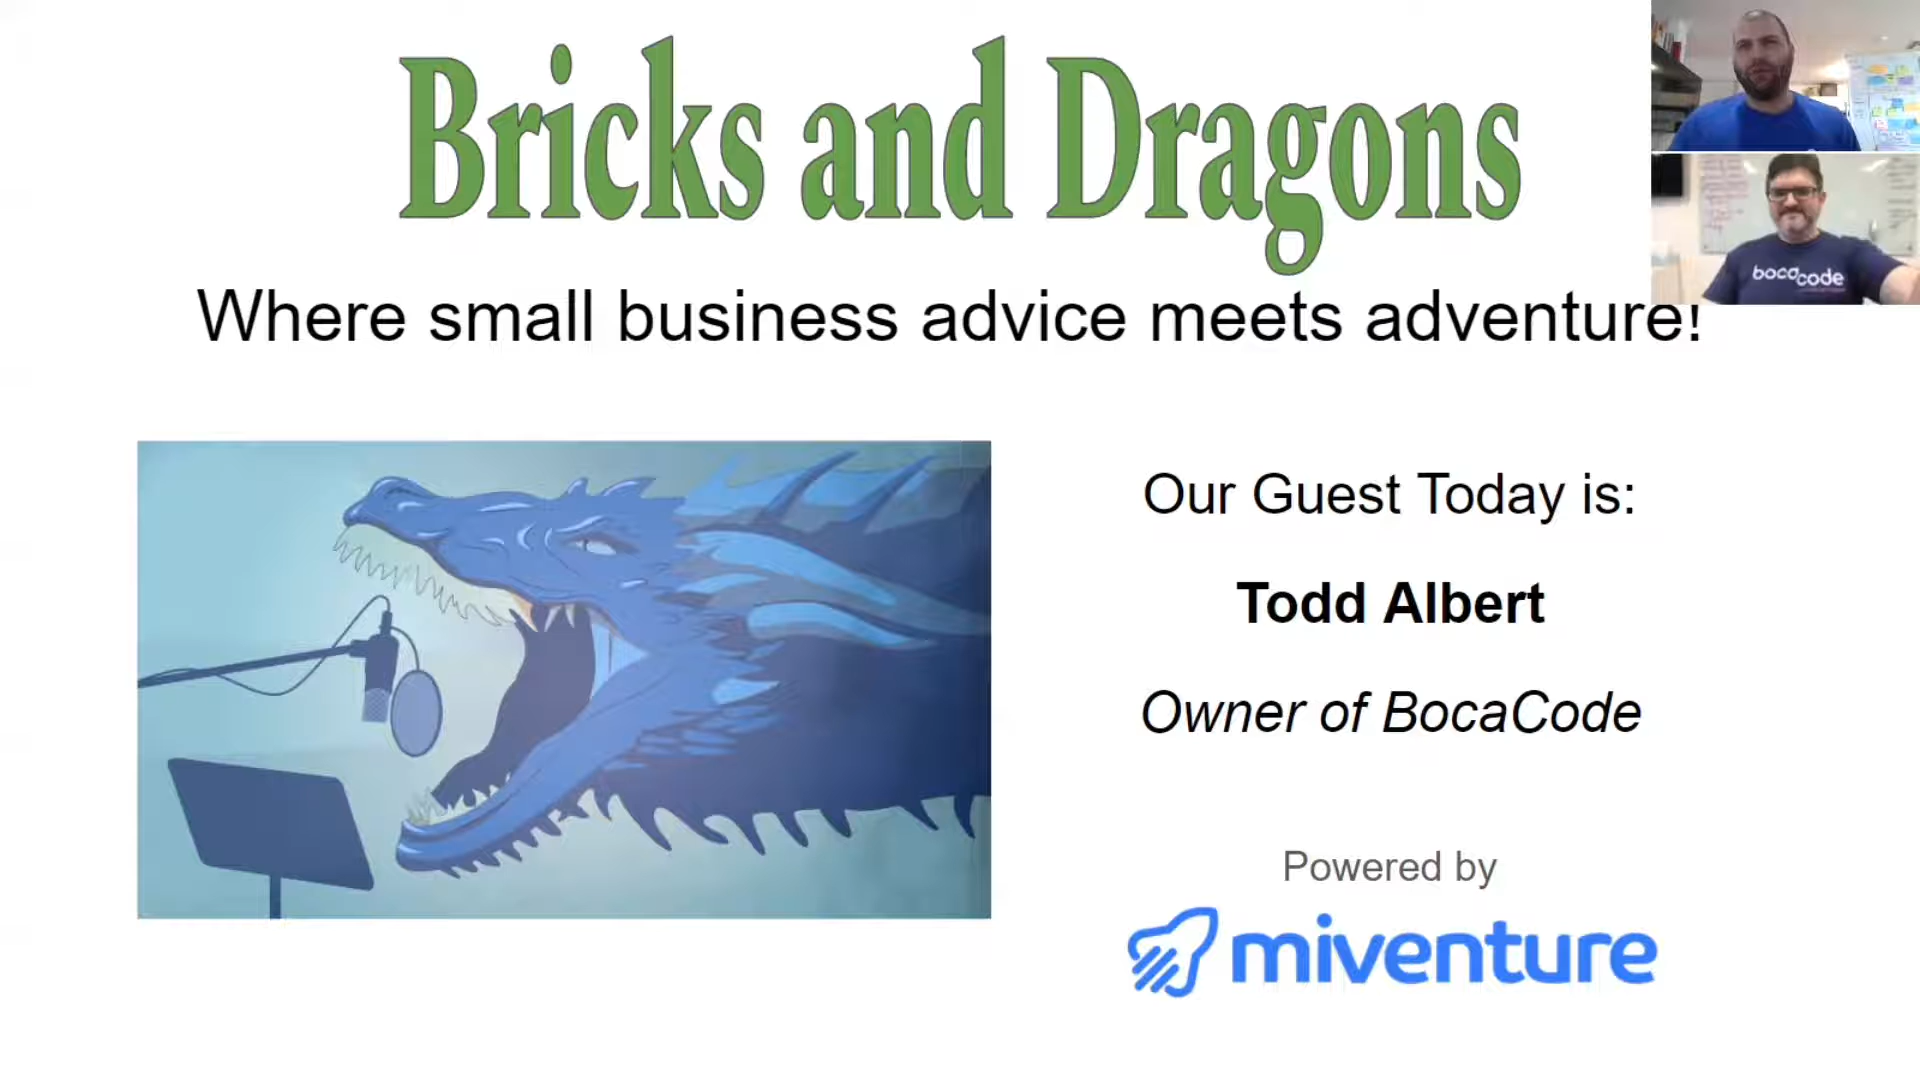 Bricks and Dragons
Where small business advice meets adventure!
bocacode
Our Guest Today is:
Todd Albert
Owner of BocaCode
Powered by
miventure